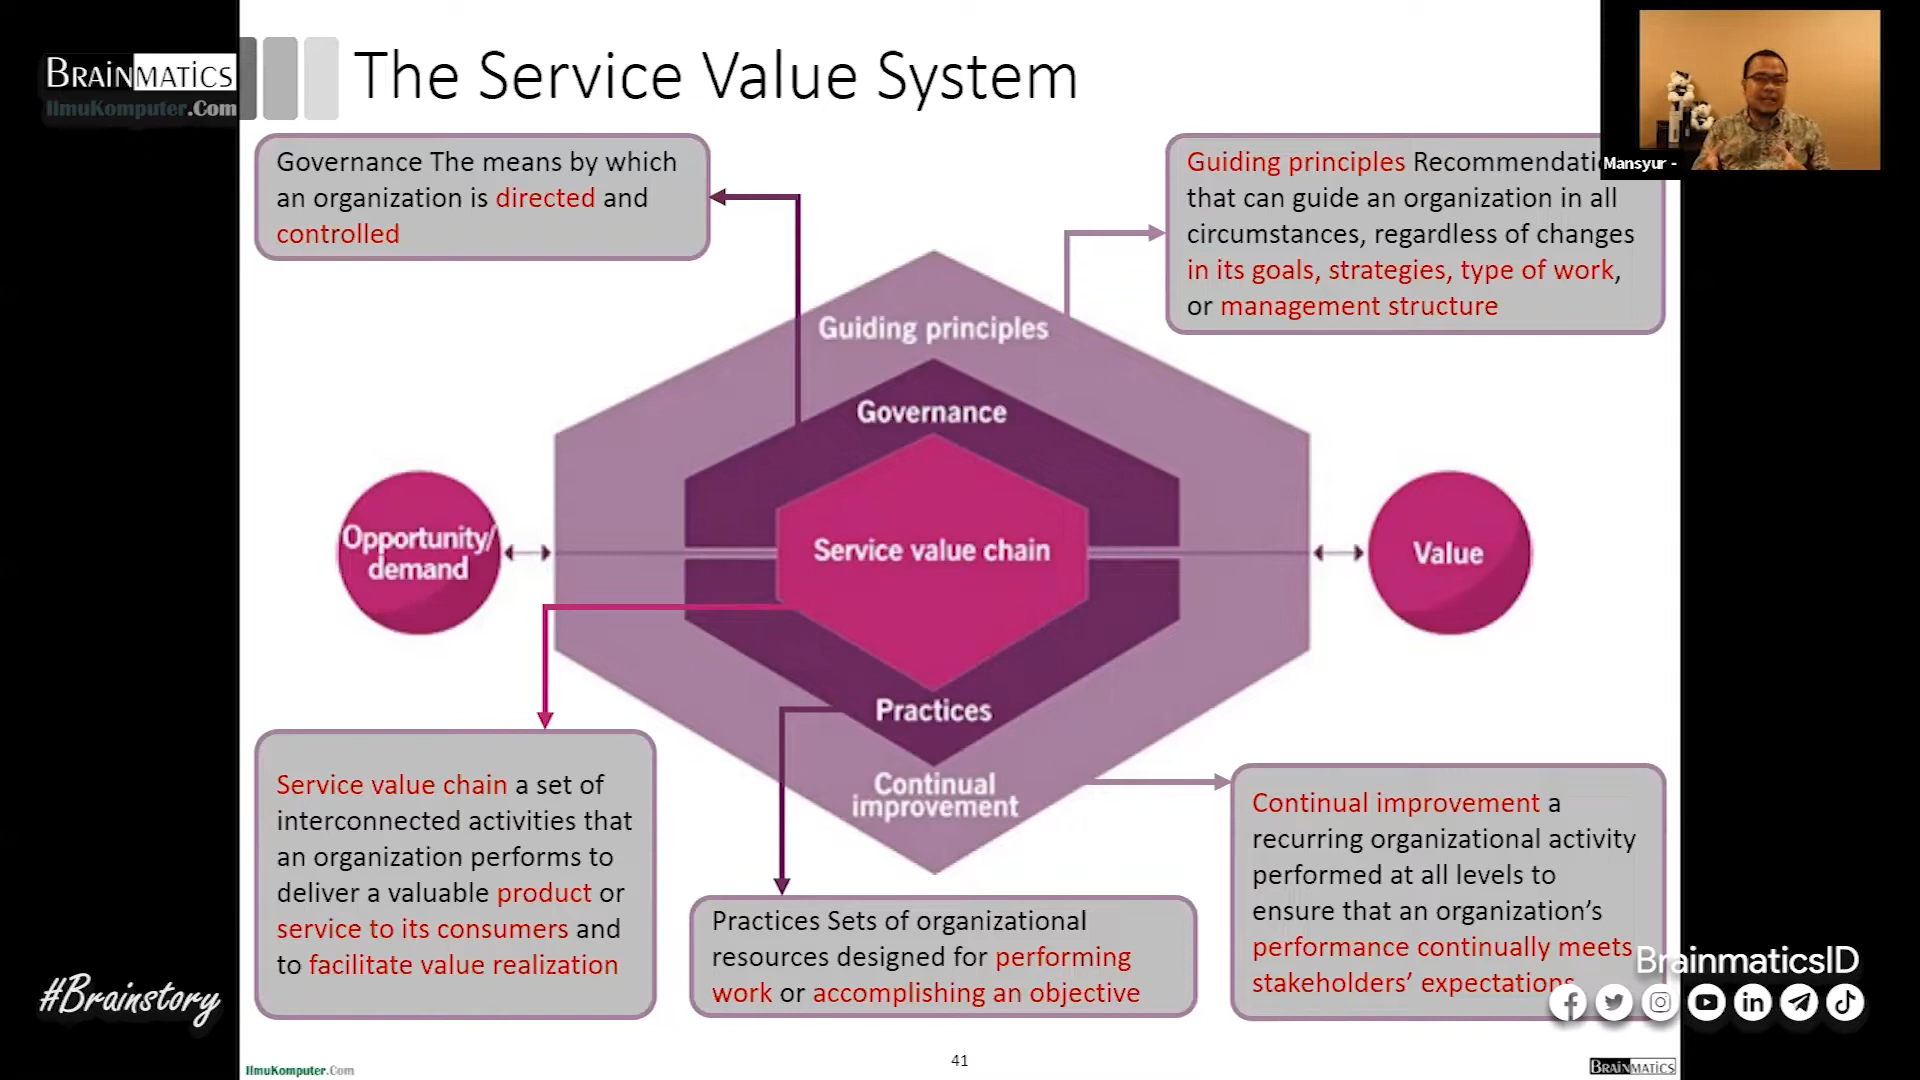 BRAINMATICS
IlmuKomputer.Com
The Service Value System
Mansyur -
Governance The means by which
an organization is directed and
controlled
Guiding principles
that can guide an organization in all
circumstances, regardless of changes
in its goals, strategies, type of work,
or management structure
Guiding principles
Governance
Opportunity/
demand
Service value chain
Value
Practices
Continual
improvement
Service value chain a set of
interconnected activities that
an organization performs to
deliver a valuable product or
service to its consumers and
to facilitate value realization
Practices Sets of organizational
resources designed for performing
work or accomplishing an objective
Continual improvement a
recurring organizational activity
performed at all levels to
ensure that an organization’s
performance continually meets
stakeholders’ expectations
BrainmaticsID
#Brainstory
IlmuKomputer.Com
41
BRAINMATICS